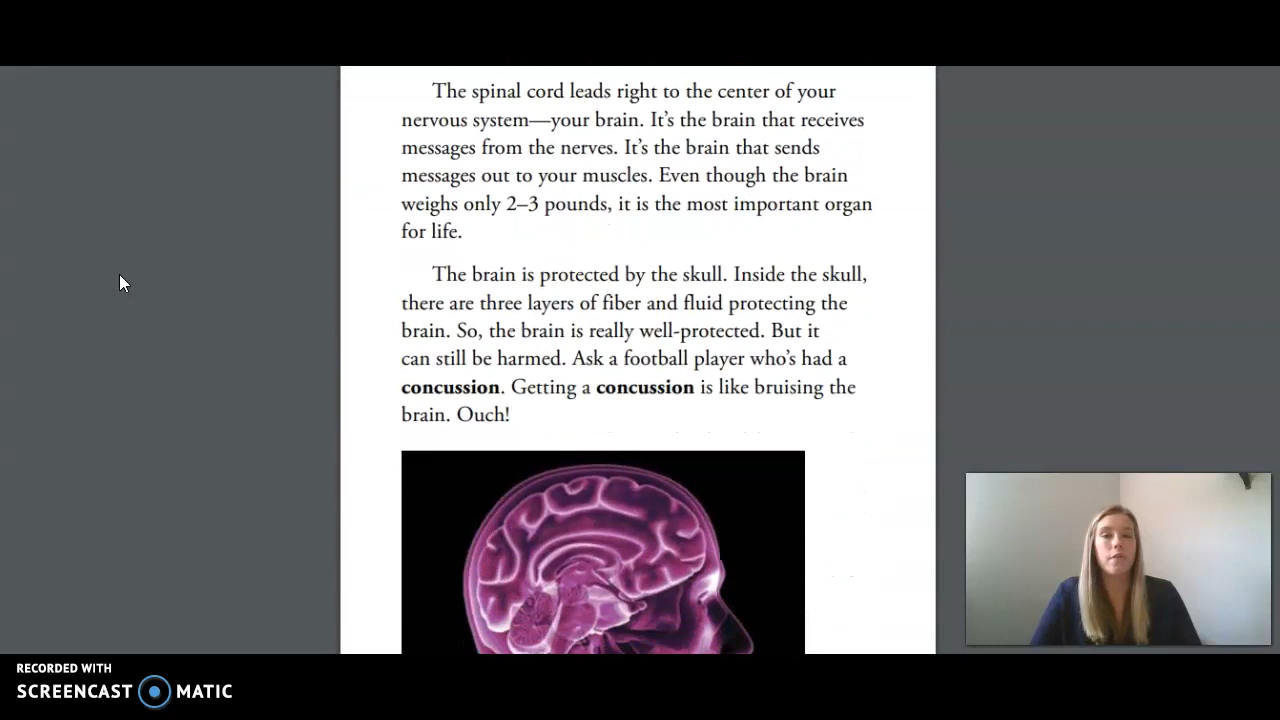 The spinal cord leads right to the center of your
nervous system—your brain. It's the brain that receives
messages from the nerves. It's the brain that sends
messages out to your muscles. Even though the brain
weighs only 2–3 pounds, it is the most important organ
for life.
The brain is protected by the skull. Inside the skull,
there are three layers of fiber and fluid protecting the
brain. So, the brain is really well-protected. But it
can still be harmed. Ask a football player who's had a
concussion. Getting a concussion is like bruising the
brain. Ouch!
RECORDED WITH
SCREENCAST MATIC